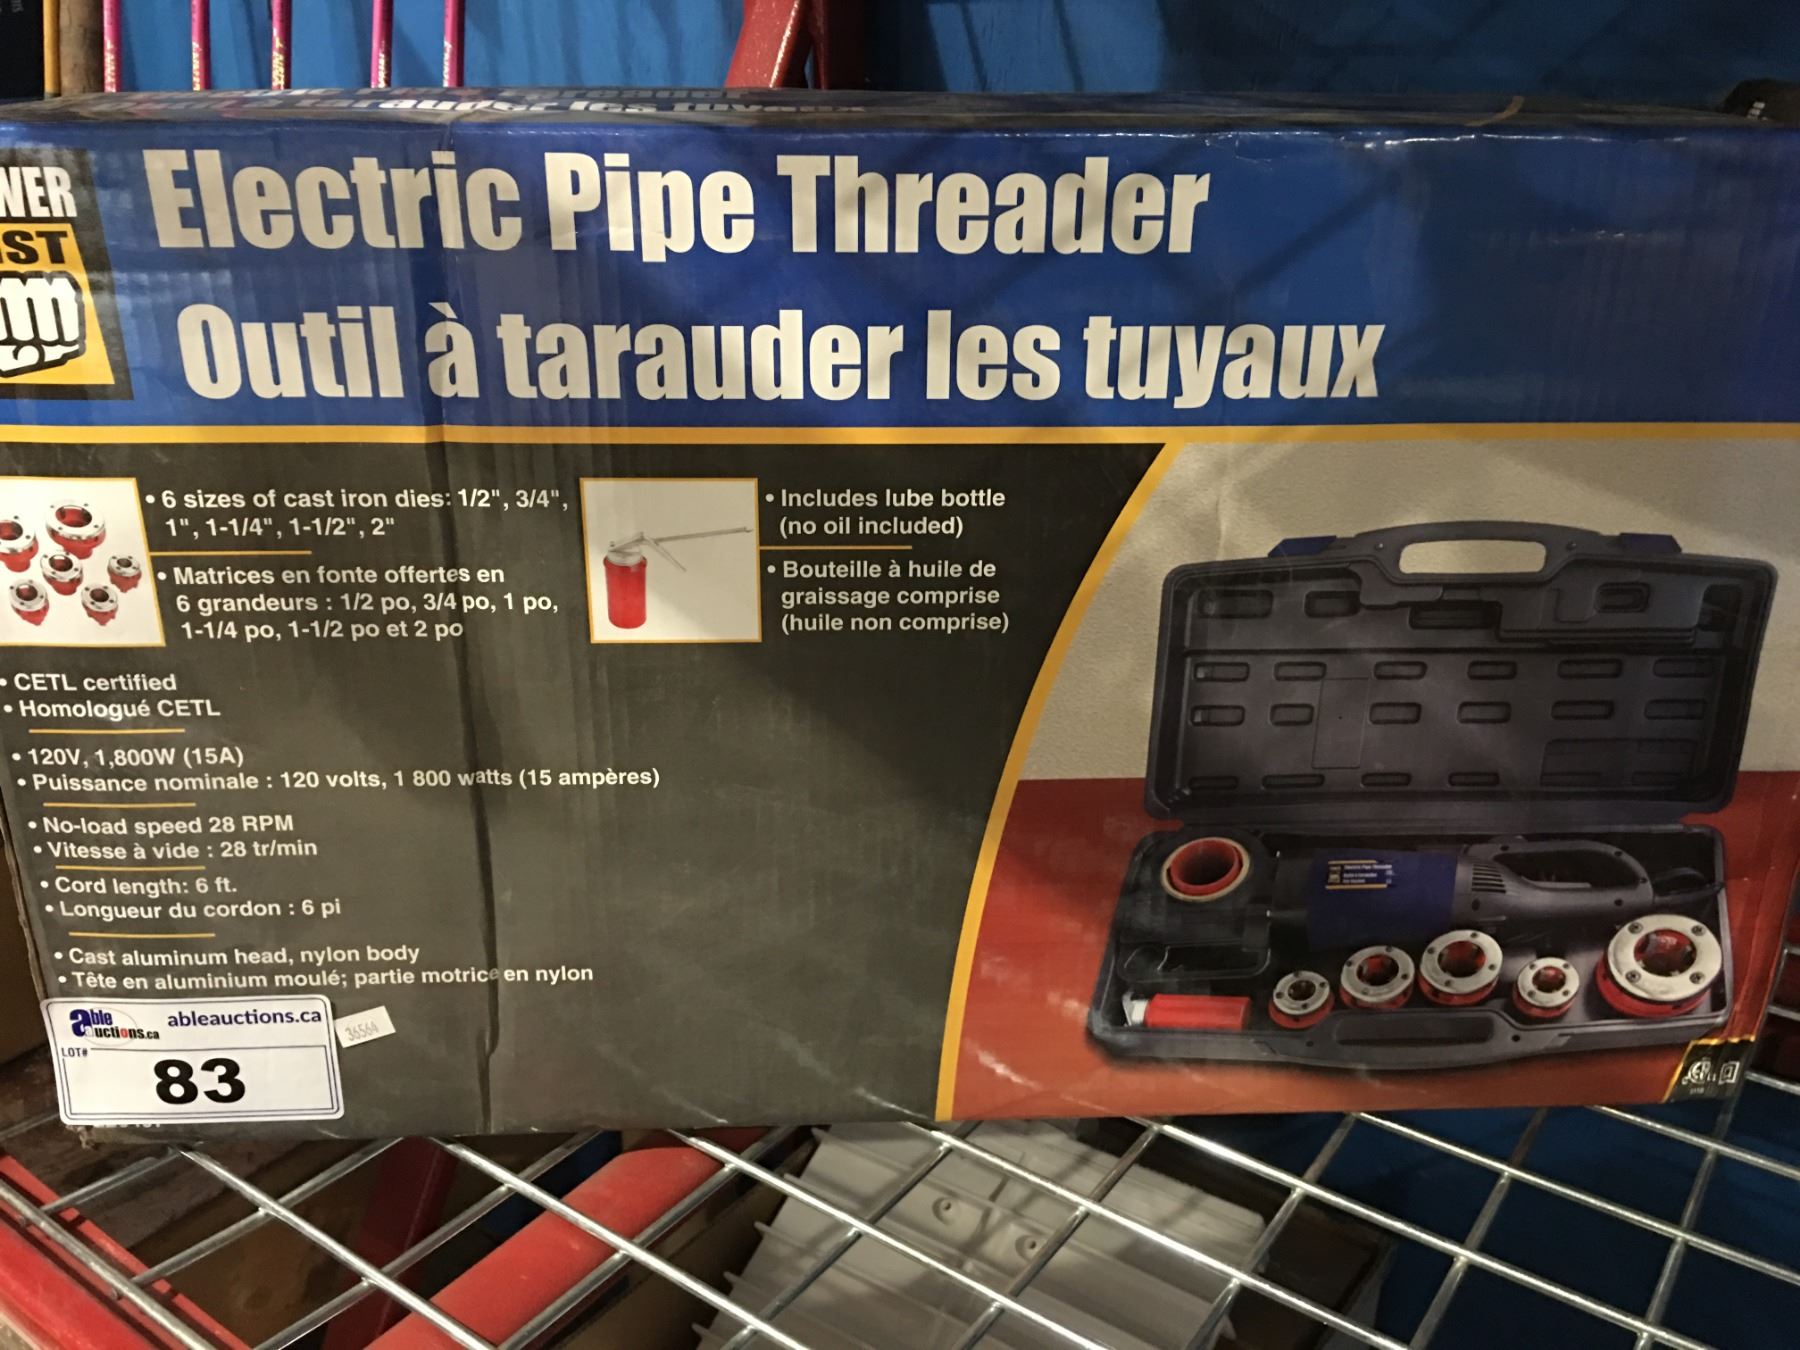 Electric Pipe Threader
Outil à tarauder les tuyaux
• 6 sizes of cast iron dies: 1/2", 3/4",
1", 1-1/4", 1-1/2", 2"
• Matrices en fonte offertes en
6 grandeurs : 1/2 po, 3/4 po, 1 po,
1-1/4 po, 1-1/2 po et 2 po
• Includes lube bottle
(no oil included)
• Bouteille à huile de
graissage comprise
(huile non comprise)
• CETL certified
• Homologué CETL
• 120V, 1,800W (15A)
• Puissance nominale : 120 volts, 1 800 watts (15 ampères)
• No-load speed 28 RPM
• Vitesse à vide : 28 tr/min
• Cord length: 6 ft.
• Longueur du cordon : 6 pi
• Cast aluminum head, nylon body
• Tête en aluminium moulé; partie motrice en nylon
able auctions.ca
ableauctions.ca
LOT#
83
36564